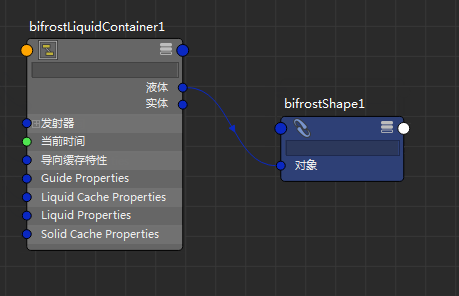 bifrostLiquidContainer1
液体
实体
发射器
当前时间
导向缓存特性
Guide Properties
Liquid Cache Properties
Liquid Properties
Solid Cache Properties
bifrostShape1
对象